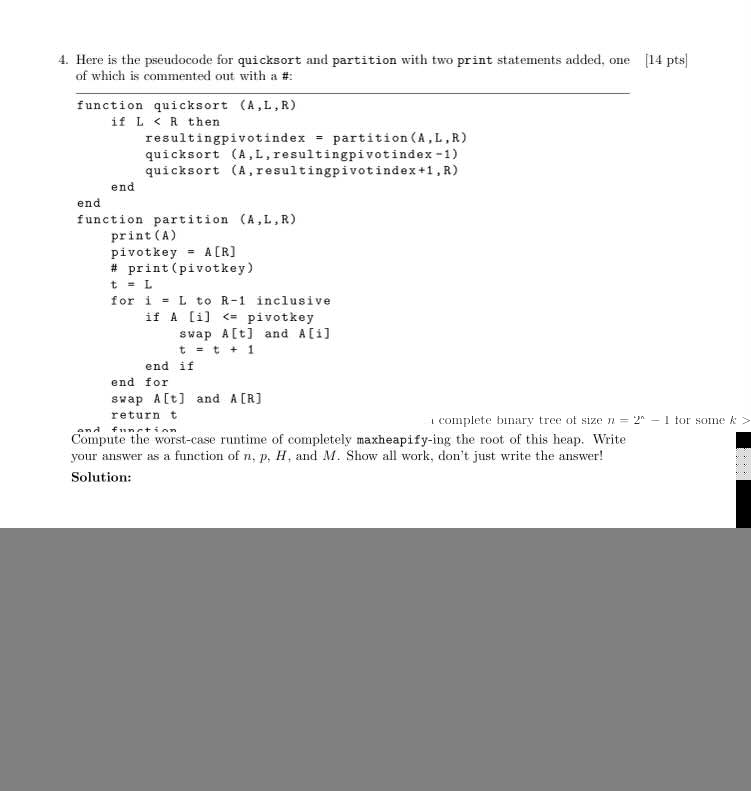 4. Here is the pseudocode for quicksort and partition with two print statements added, one [14 pts]
of which is commented out with a #:
function quicksort (A,L,R)
if L < R then
resultingpivotindex = partition(A,L,R)
quicksort (A,L,resultingpivotindex-1)
quicksort (A,resultingpivotindex+1,R)
end
end
function partition (A,L,R)
print(A)
pivotkey = A[R]
# print(pivotkey)
t = L
for i = L to R-1 inclusive
if A [i] <= pivotkey
swap A[t] and A[i]
t = t + 1
end if
end for
swap A[t] and A[R]
return t
complete binary tree of size n = 2ᵏ − 1 for some k >
end function
Compute the worst-case runtime of completely maxheapify-ing the root of this heap. Write
your answer as a function of n, p, H, and M. Show all work, don't just write the answer!
Solution: